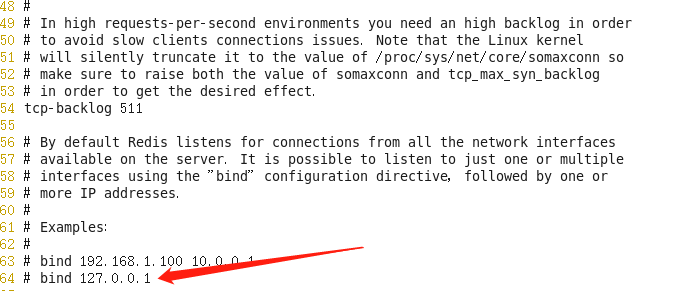 48 #
49 # In high requests-per-second environments you need an high backlog in order
50 # to avoid slow clients connections issues. Note that the Linux kernel
51 # will silently truncate it to the value of /proc/sys/net/core/somaxconn so
52 # make sure to raise both the value of somaxconn and tcp_max_syn_backlog
53 # in order to get the desired effect.
54 tcp-backlog 511
55
56 # By default Redis listens for connections from all the network interfaces
57 # available on the server. It is possible to listen to just one or multiple
58 # interfaces using the "bind" configuration directive, followed by one or
59 # more IP addresses.
60 #
61 # Examples:
62 #
63 # bind 192.168.1.100 10.0.0.1
64 # bind 127.0.0.1